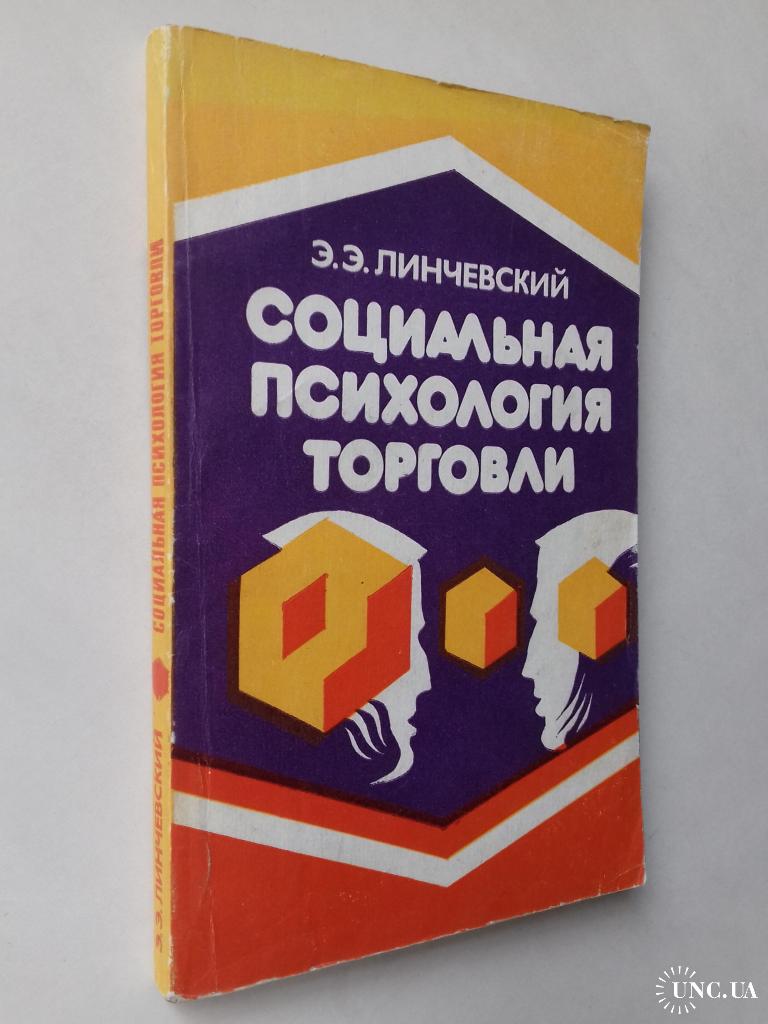 Э.Э.ЛИНЧЕВСКИЙ
СОЦИАЛЬНАЯ
ПСИХОЛОГИЯ
ТОРГОВЛИ
Э.Э.ЛИНЧЕВСКИЙ СОЦИАЛЬНАЯ ПСИХОЛОГИЯ ТОРГОВЛИ
UNC.UA